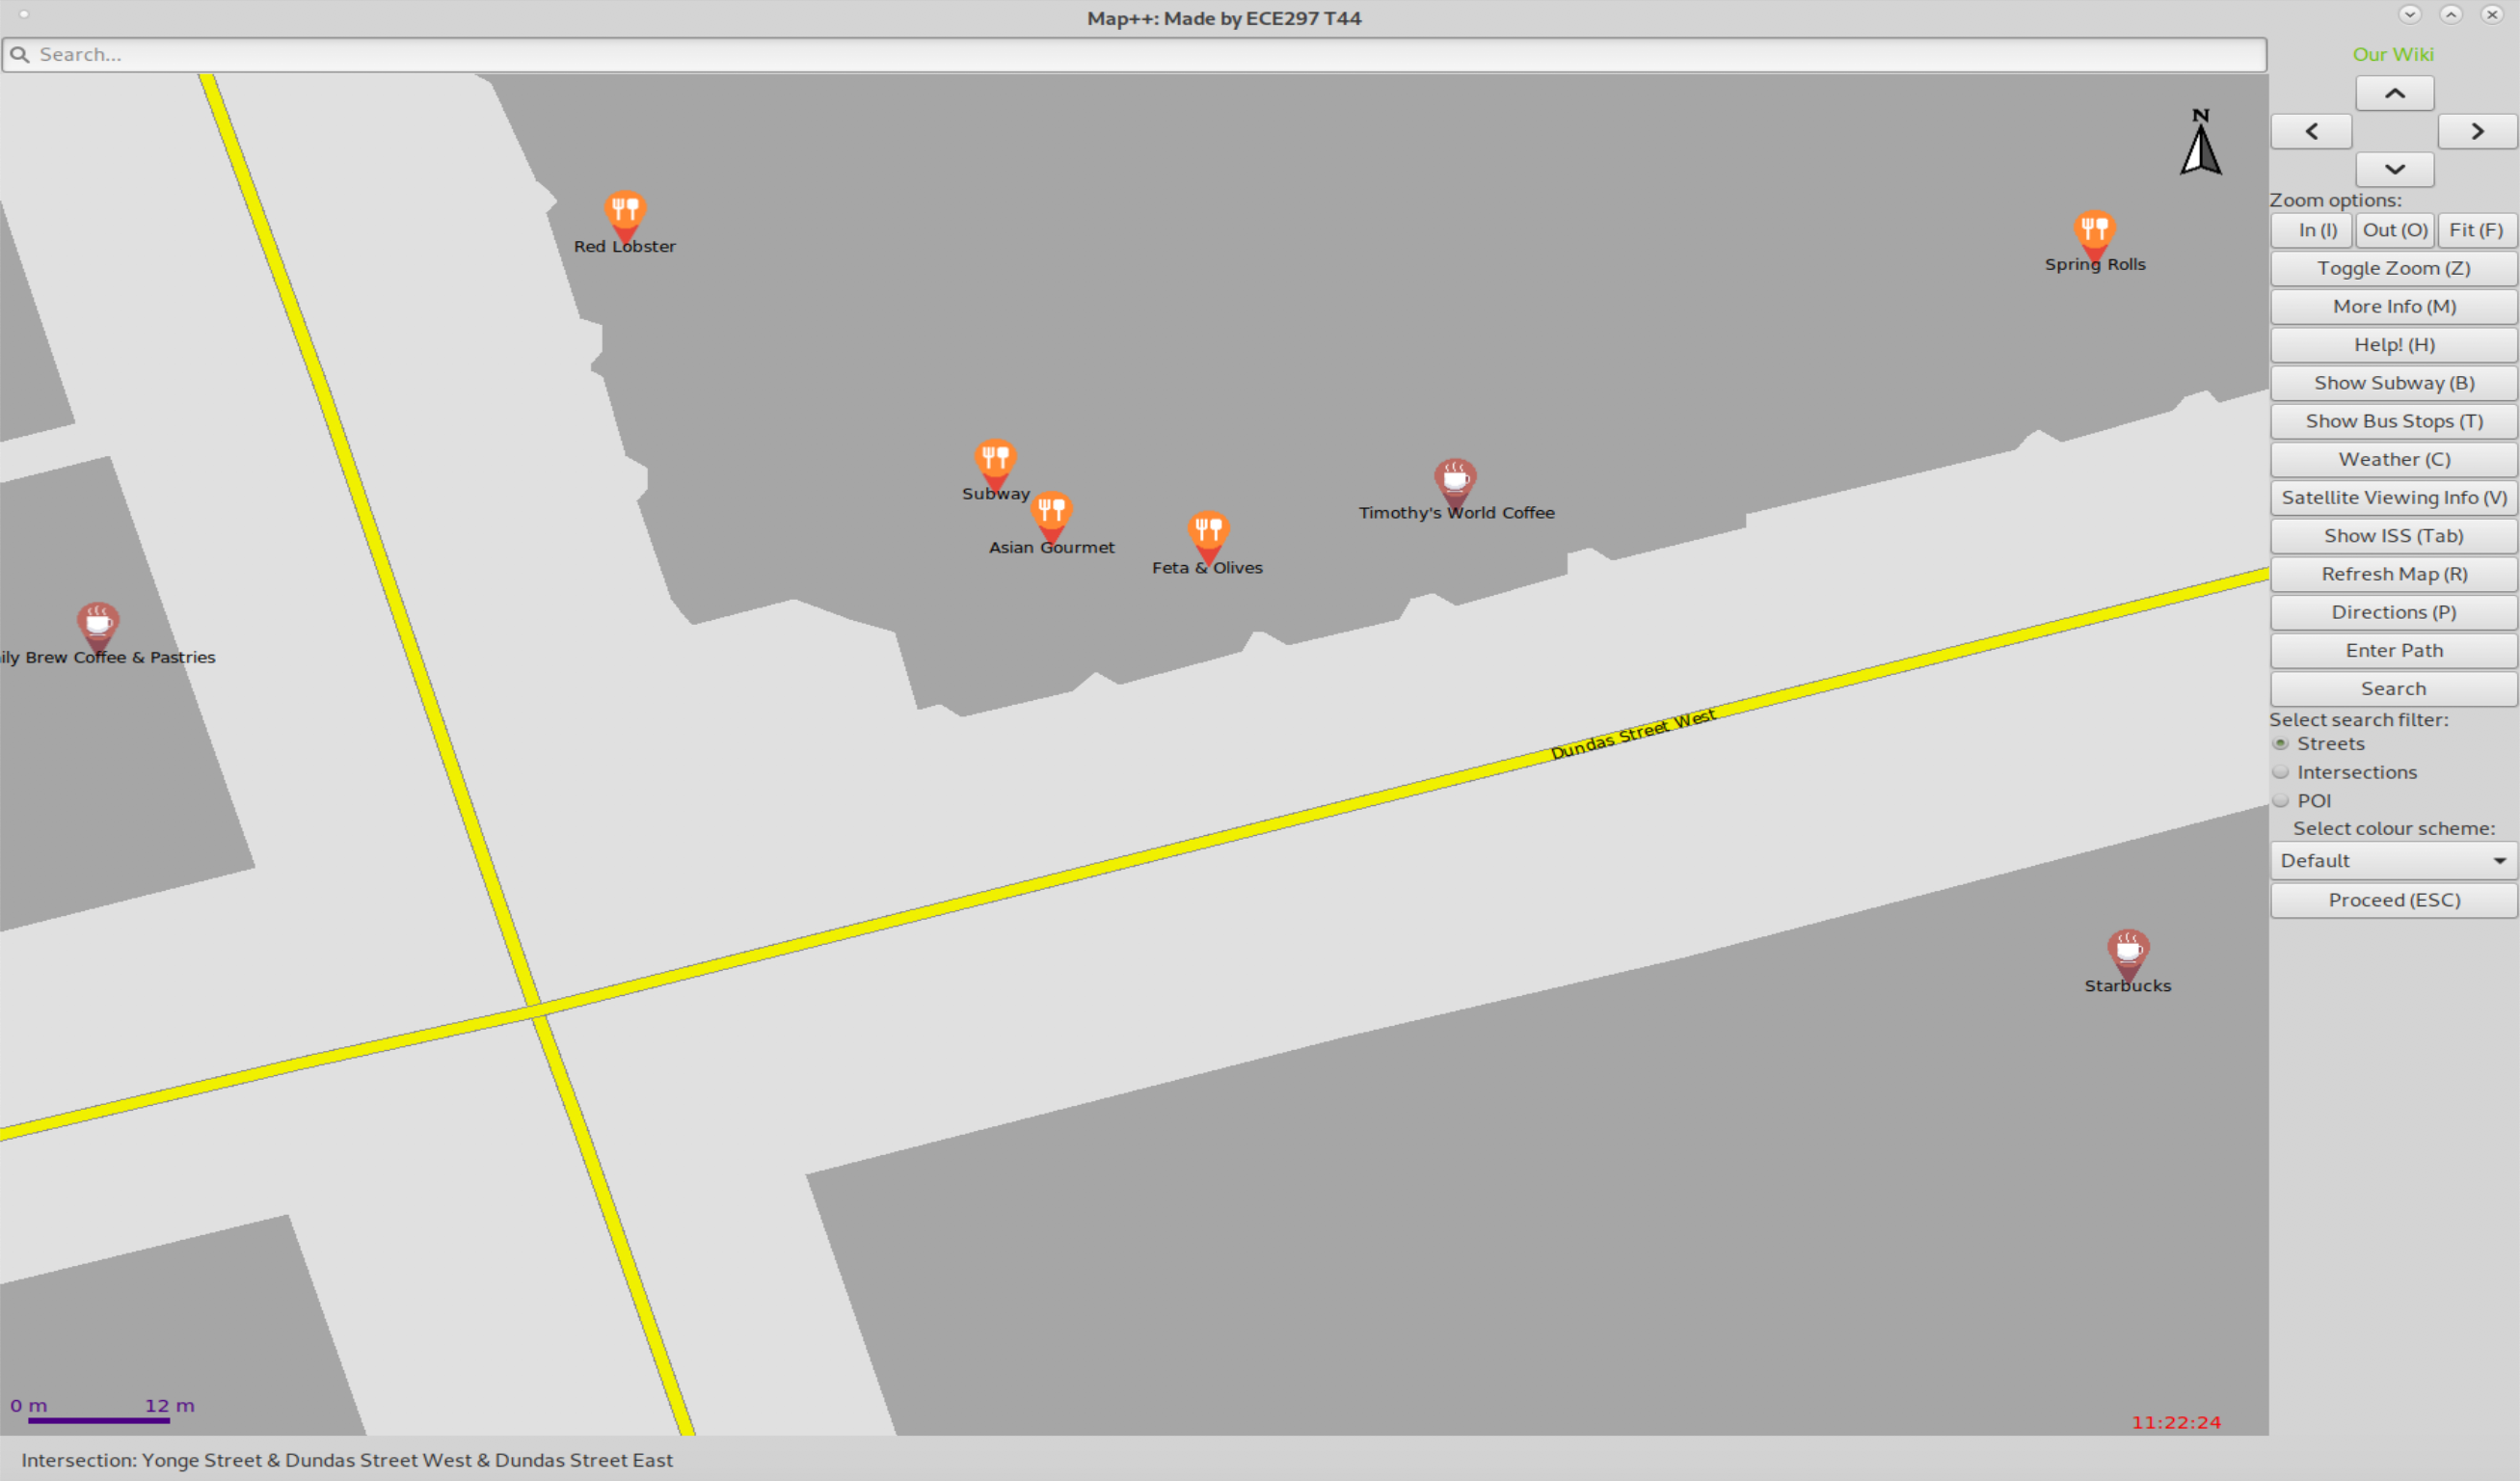 Map++: Made by ECE297 T44
Search...
Our Wiki
N
Red Lobster
Spring Rolls
Subway
Asian Gourmet
Feta & Olives
Timothy's World Coffee
ily Brew Coffee & Pastries
Dundas Street West
Starbucks
0 m 12 m
11:22:24
Intersection: Yonge Street & Dundas Street West & Dundas Street East
Zoom options:
In (I) Out (O) Fit (F)
Toggle Zoom (Z)
More Info (M)
Help! (H)
Show Subway (B)
Show Bus Stops (T)
Weather (C)
Satellite Viewing Info (V)
Show ISS (Tab)
Refresh Map (R)
Directions (P)
Enter Path
Search
Select search filter:
Streets
Intersections
POI
Select colour scheme:
Default
Proceed (ESC)